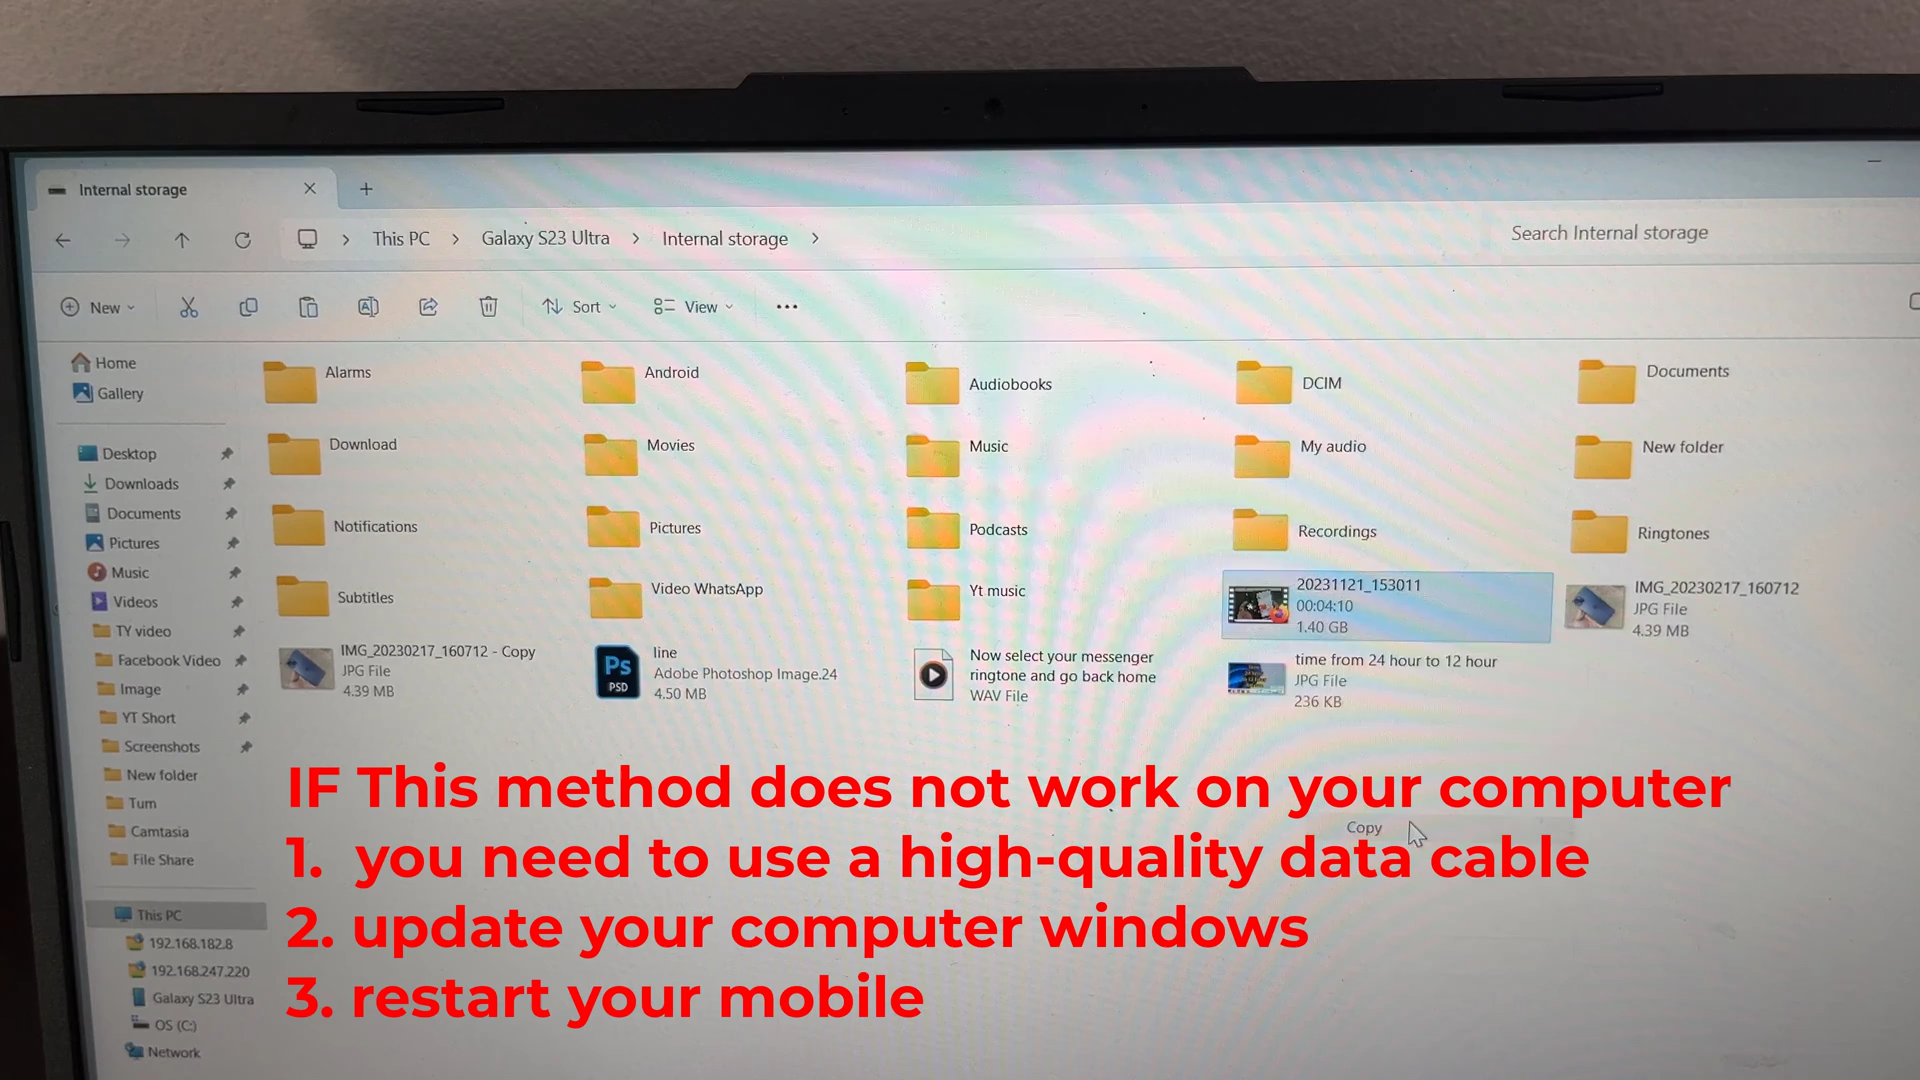 Internal storage
This PC > Galaxy S23 Ultra > Internal storage >
Search Internal storage
New
Sort
View
Home
Gallery
Desktop
Downloads
Documents
Pictures
Music
Videos
TY video
Facebook Video
Image
YT Short
Screenshots
New folder
Tum
Camtasia
File Share
This PC
192.168.182.8
192.168.247.220
Galaxy S23 Ultra
OS (C:)
Network
Alarms
Android
Audiobooks
DCIM
Documents
Download
Movies
Music
My audio
New folder
Notifications
Pictures
Podcasts
Recordings
Ringtones
Subtitles
Video WhatsApp
Yt music
20231121_153011
00:04:10
1.40 GB
IMG_20230217_160712
JPG File
4.39 MB
IMG_20230217_160712 - Copy
JPG File
4.39 MB
Ps
PSD
line
Adobe Photoshop Image.24
4.50 MB
Now select your messenger
ringtone and go back home
WAV File
time from 24 hour to 12 hour
JPG File
236 KB
IF This method does not work on your computer
Copy
1. you need to use a high-quality data cable
2. update your computer windows
3. restart your mobile